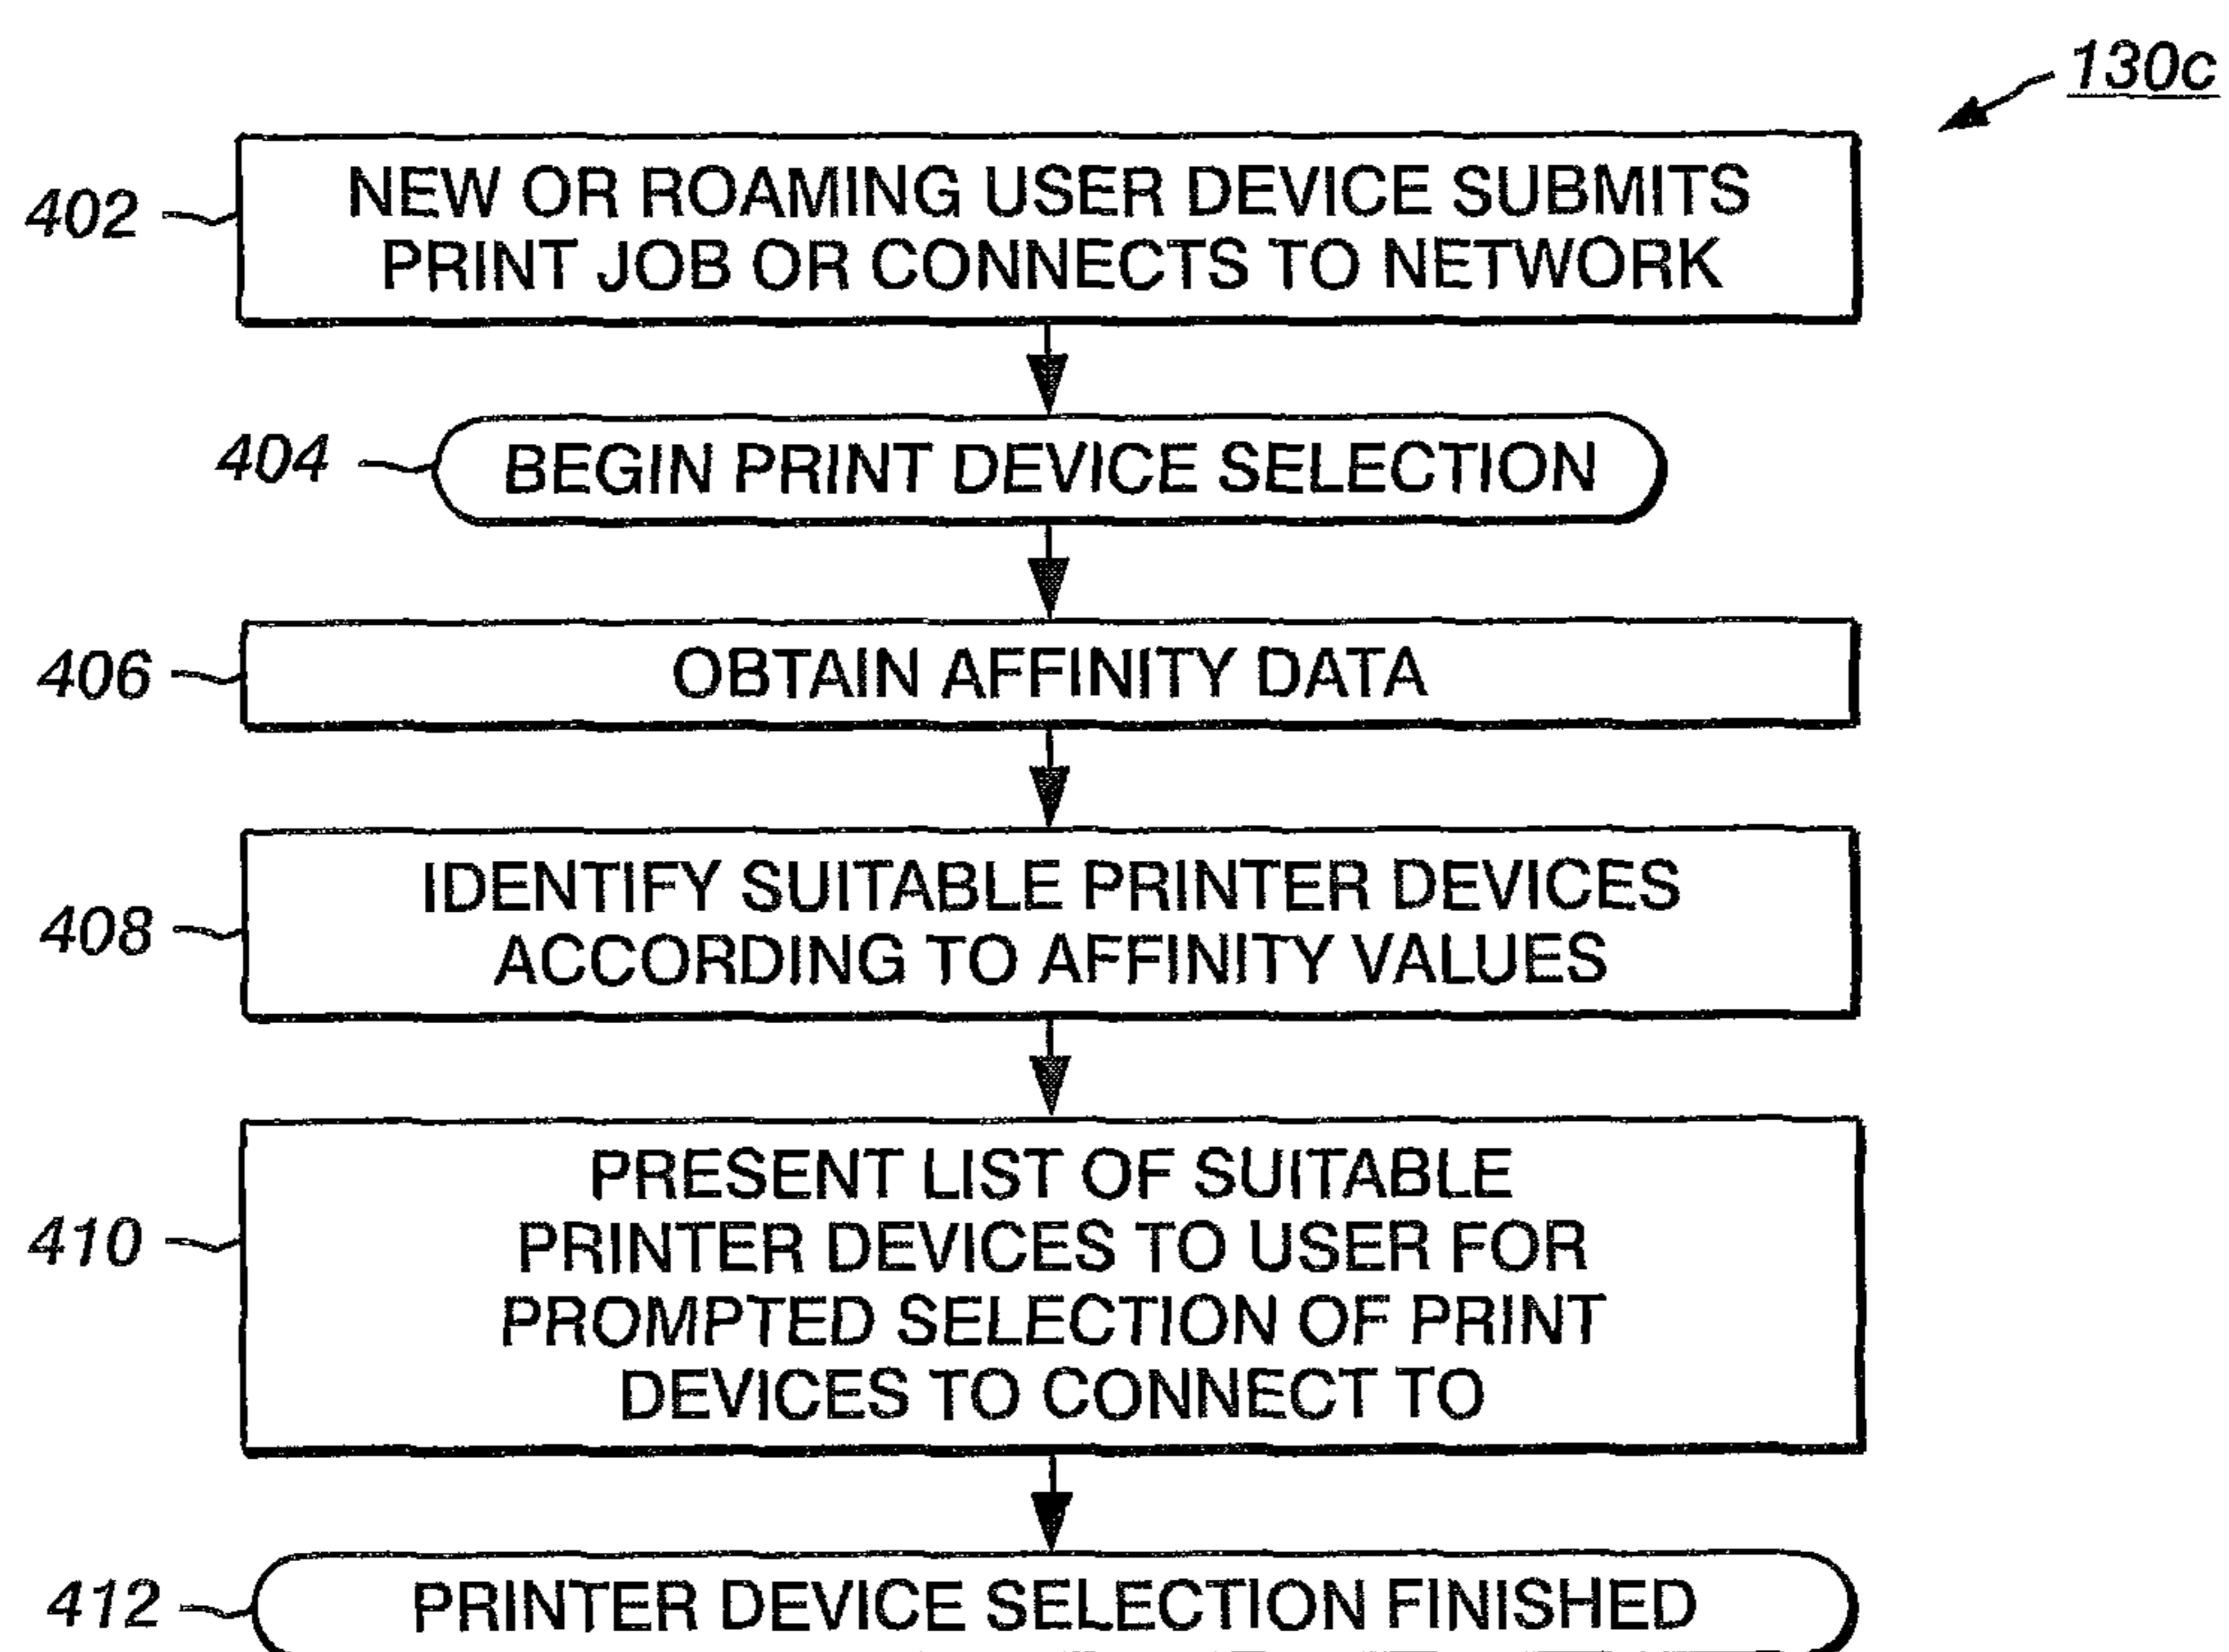 130c
402
NEW OR ROAMING USER DEVICE SUBMITS
PRINT JOB OR CONNECTS TO NETWORK
404
BEGIN PRINT DEVICE SELECTION
406
OBTAIN AFFINITY DATA
408
IDENTIFY SUITABLE PRINTER DEVICES
ACCORDING TO AFFINITY VALUES
410
PRESENT LIST OF SUITABLE
PRINTER DEVICES TO USER FOR
PROMPTED SELECTION OF PRINT
DEVICES TO CONNECT TO
412
PRINTER DEVICE SELECTION FINISHED